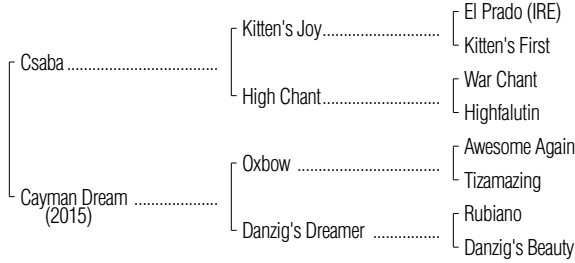 El Prado (IRE)
Kitten's Joy..............................
Kitten's First
Csaba ......................................
War Chant
High Chant..............................
Highfalutin
Awesome Again
Oxbow ....................................
Tizamazing
Cayman Dream .....................
(2015)
Rubiano
Danzig's Dreamer .................
Danzig's Beauty